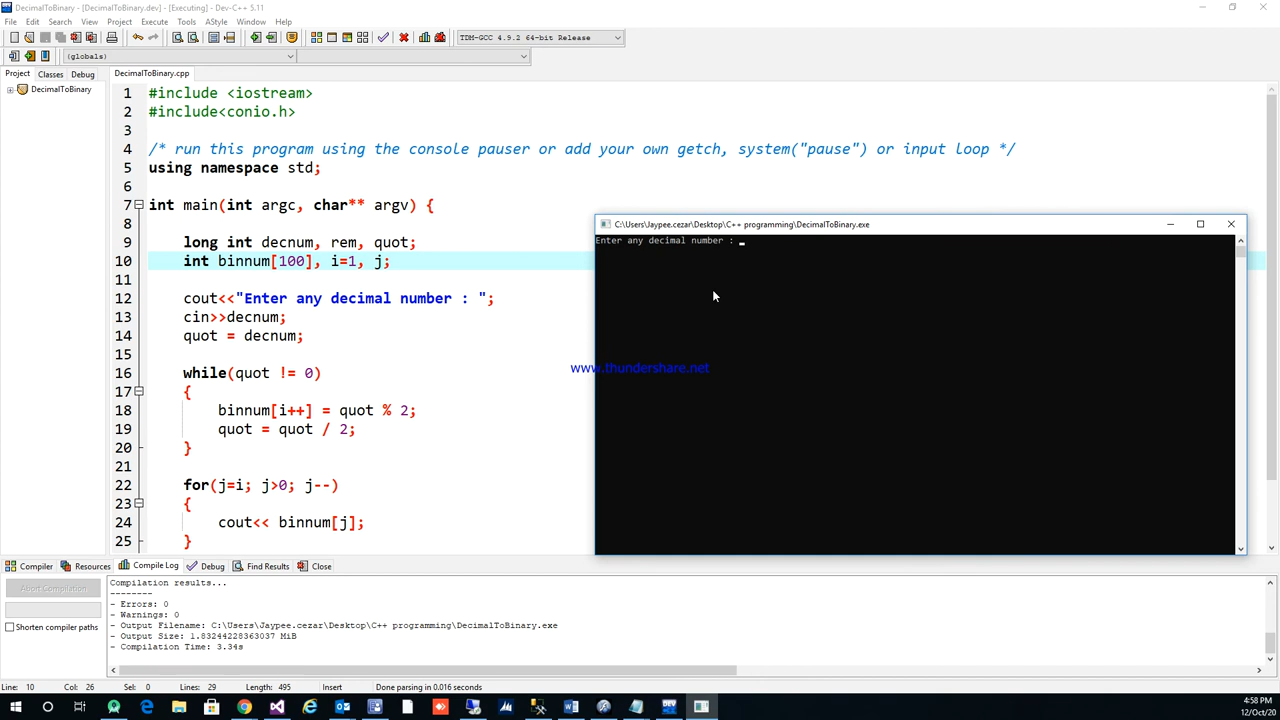 DecimalToBinary - [DecimalToBinary.dev] - [Executing] - Dev-C++ 5.11
File Edit Search View Project Execute Tools AStyle Window Help
TDM-GCC 4.9.2 64-bit Release
(globals)
Project Classes Debug
DecimalToBinary.cpp
DecimalToBinary
1 #include <iostream>
2 #include<conio.h>
3
4 /* run this program using the console pauser or add your own getch, system("pause") or input loop */
5 using namespace std;
6
7 int main(int argc, char** argv) {
8
9 long int decnum, rem, quot;
10 int binnum[100], i=1, j;
11
12 cout<<"Enter any decimal number : ";
13 cin>>decnum;
14 quot = decnum;
15
16 while(quot != 0)
17 {
18 binnum[i++] = quot % 2;
19 quot = quot / 2;
20 }
21
22 for(j=i; j>0; j--)
23 {
24 cout<< binnum[j];
25 }
C:\Users\Jaypee.cezar\Desktop\C++ programming\DecimalToBinary.exe
Enter any decimal number : _
www.thundershare.net
Compiler Resources Compile Log Debug Find Results Close
Abort Compilation
Shorten compiler paths
Compilation results...
--------
- Errors: 0
- Warnings: 0
- Output Filename: C:\Users\Jaypee.cezar\Desktop\C++ programming\DecimalToBinary.exe
- Output Size: 1.83244228363037 MiB
- Compilation Time: 3.34s
Line: 10 Col: 26 Sel: 0 Lines: 29 Length: 495 Insert Done parsing in 0.016 seconds
4:58 PM
12/Oct/20